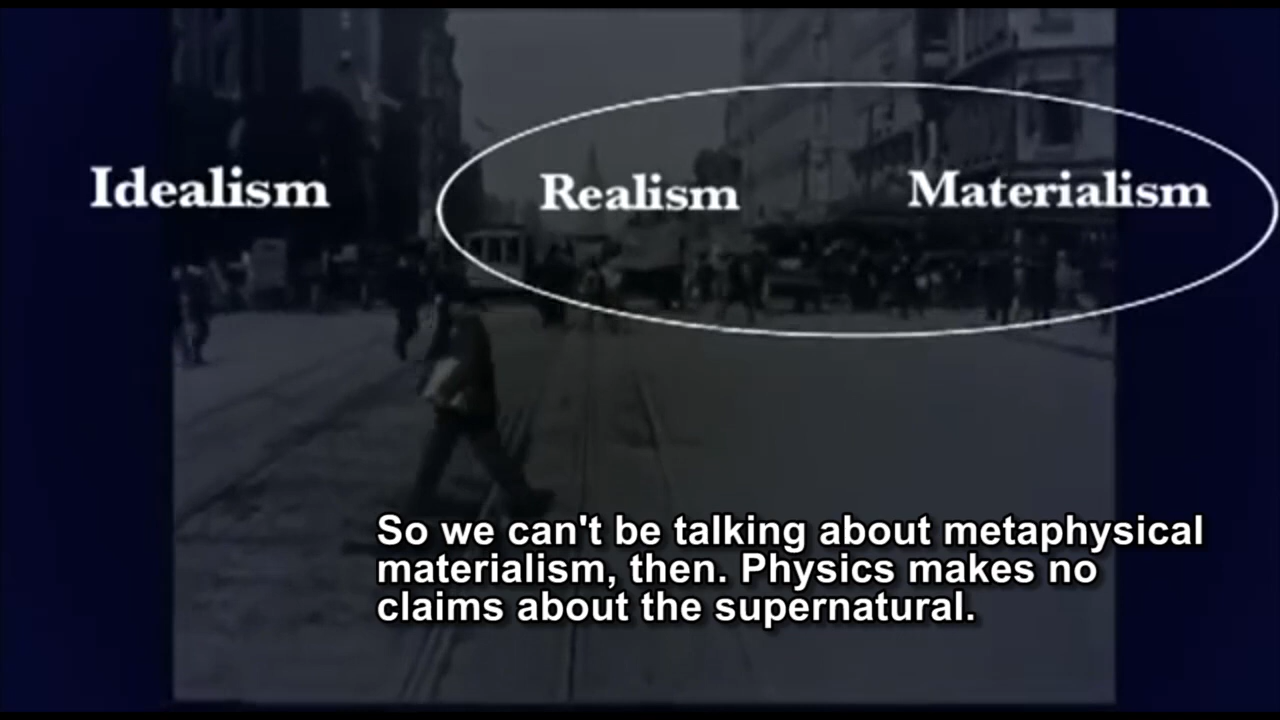 Idealism Realism Materialism
So we can't be talking about metaphysical
materialism, then. Physics makes no
claims about the supernatural.